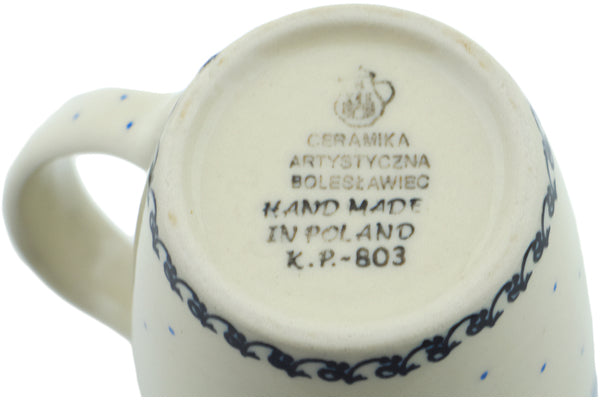 CERAMIKA
ARTYSTYCZNA
BOLESŁAWIEC
HAND MADE
IN POLAND
K.P.-803